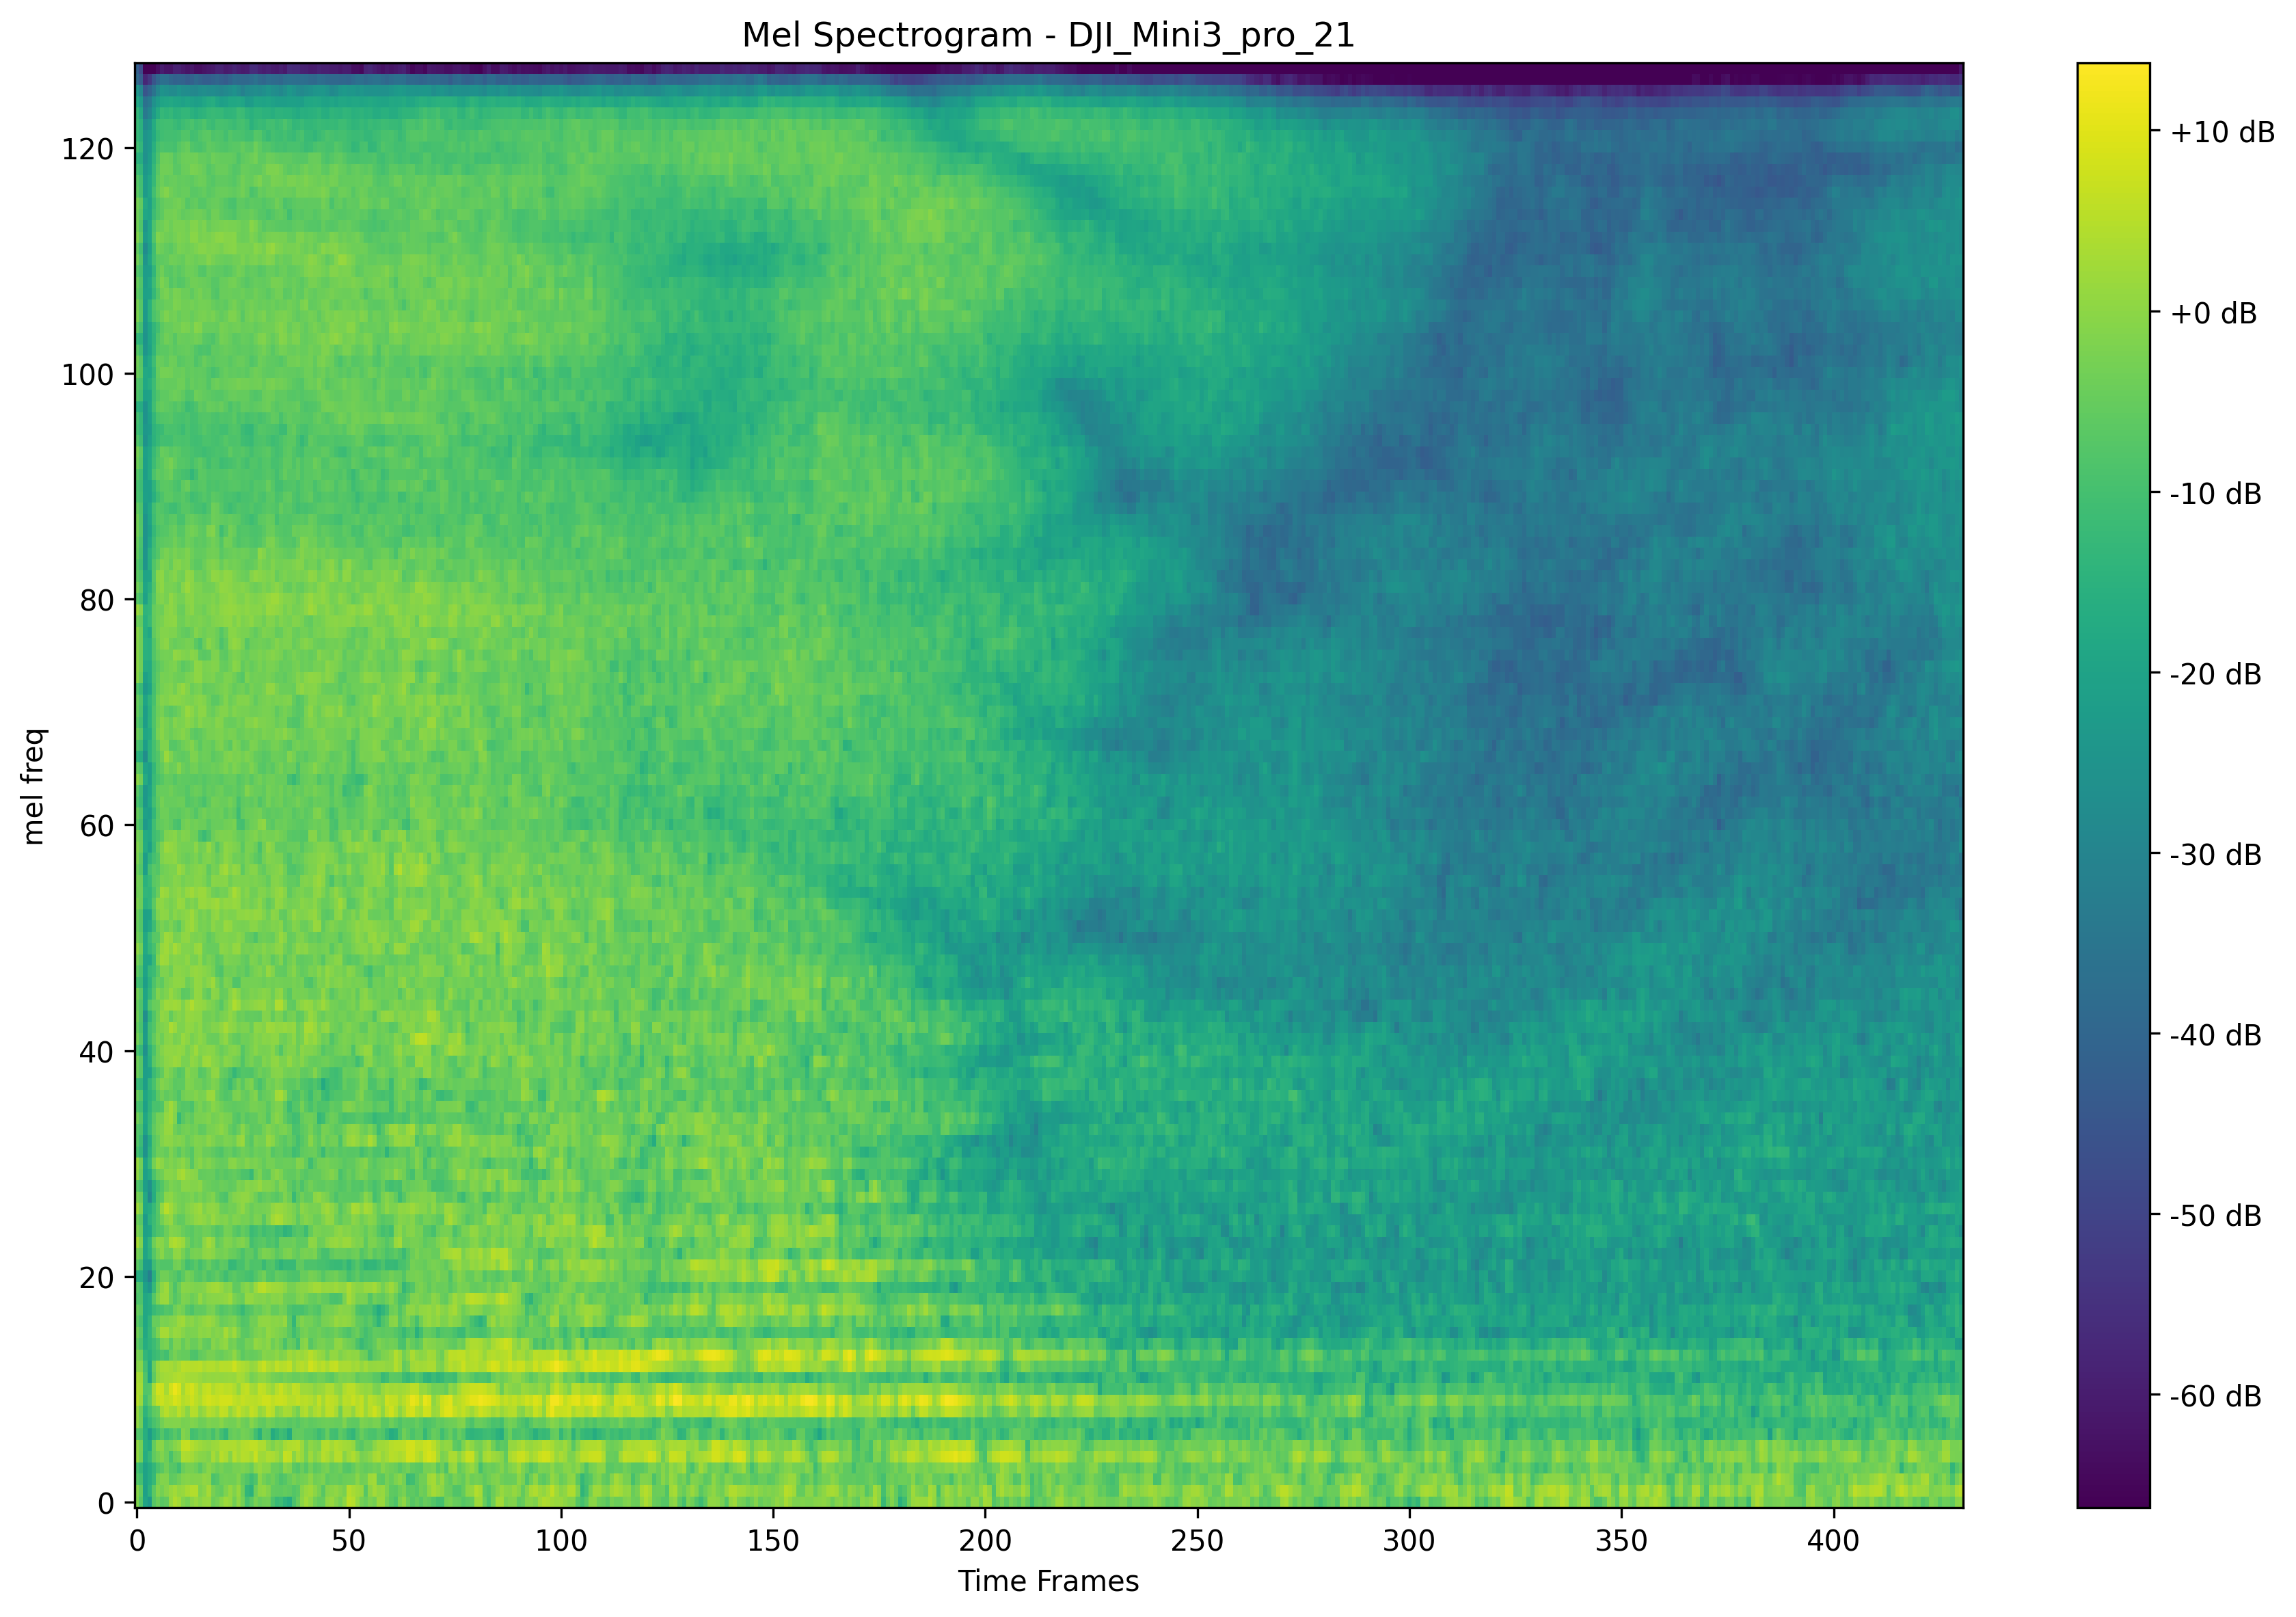 Mel Spectrogram - DJI_Mini3_pro_21
mel freq
120
100
80
60
40
20
0
0 50 100 150 200 250 300 350 400
Time Frames
+10 dB
+0 dB
-10 dB
-20 dB
-30 dB
-40 dB
-50 dB
-60 dB